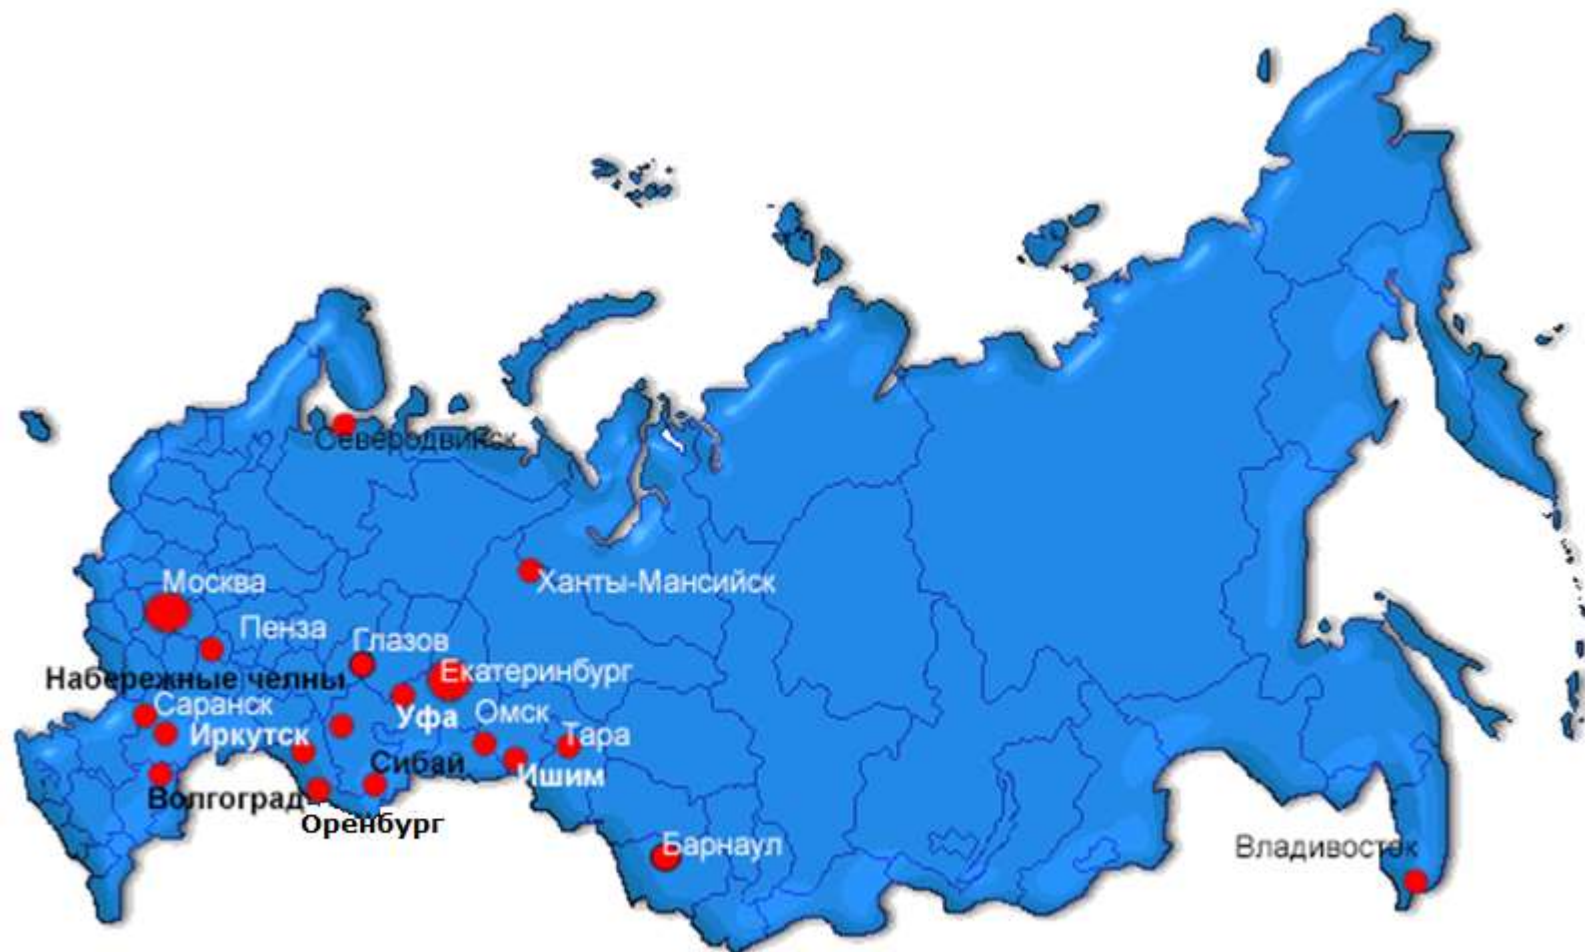 Северодвинск
Москва
Ханты-Мансийск
Пенза
Глазов
Екатеринбург
Набережные челны
Саранск
Уфа
Омск
Иркутск
Тара
Сибай
Ишим
Волгоград
Оренбург
Барнаул
Владивосток